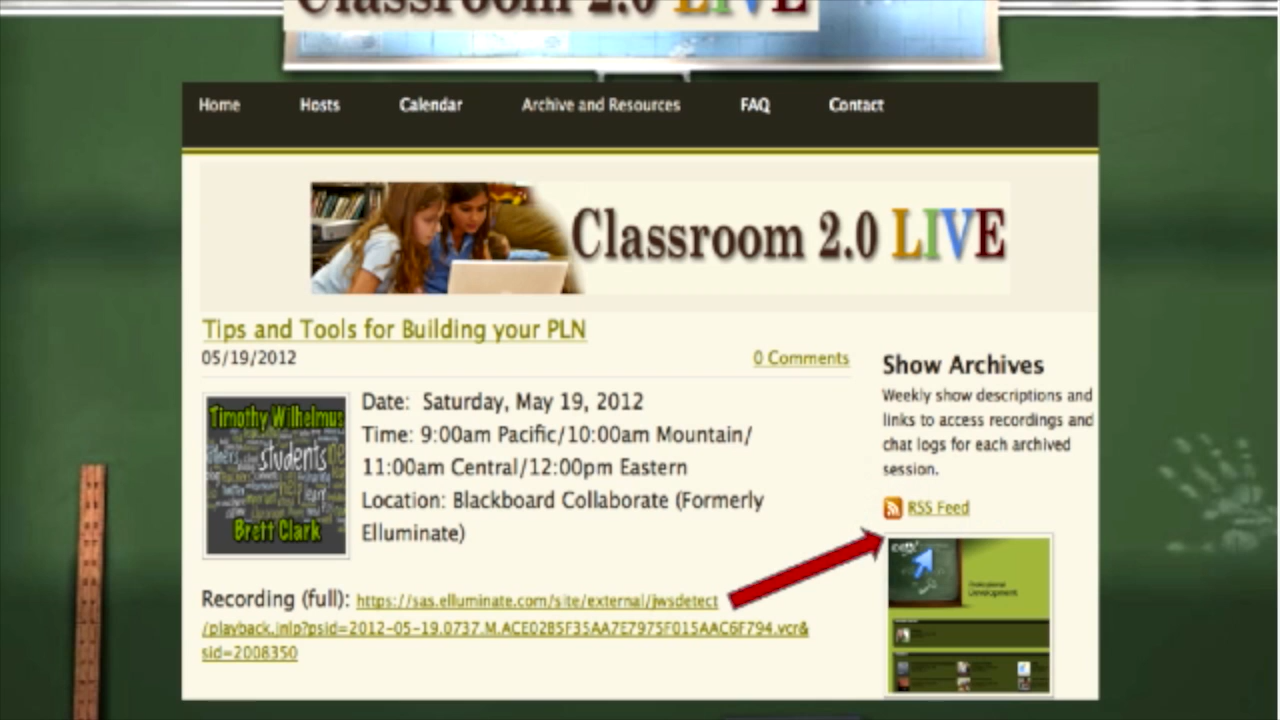 Classroom 2.0 LIVE
Home Hosts Calendar Archive and Resources FAQ Contact
Classroom 2.0 LIVE
Tips and Tools for Building your PLN
05/19/2012
0 Comments
Timothy Wilhelmus
students
help
learn
Brett Clark
Date: Saturday, May 19, 2012
Time: 9:00am Pacific/10:00am Mountain/
11:00am Central/12:00pm Eastern
Location: Blackboard Collaborate (Formerly
Elluminate)
Recording (full): https://sas.elluminate.com/site/external/jwsdetect
/playback.jnlp?psid=2012-05-19.0737.M.ACE02B5F35AA7E7975F015AAC6F794.vcr&
sid=2008350
Show Archives
Weekly show descriptions and
links to access recordings and
chat logs for each archived
session.
RSS Feed
Professional
Development